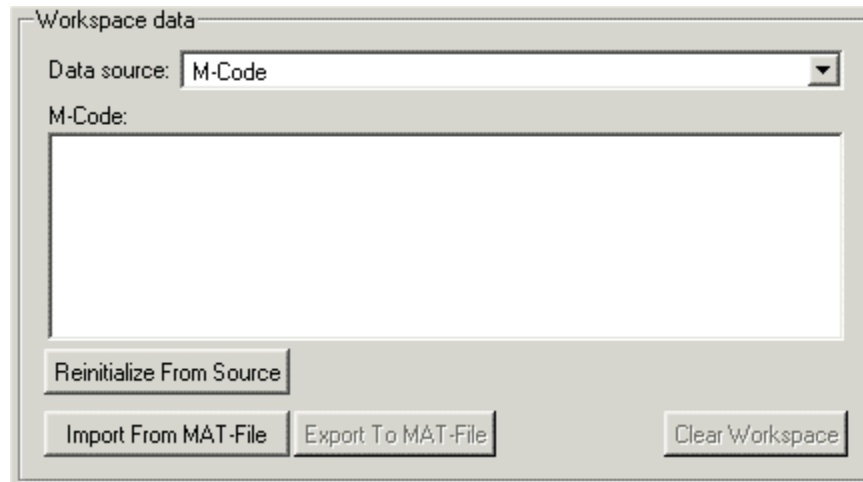 Workspace data
Data source: M-Code
M-Code:
Reinitialize From Source
Import From MAT-File Export To MAT-File Clear Workspace